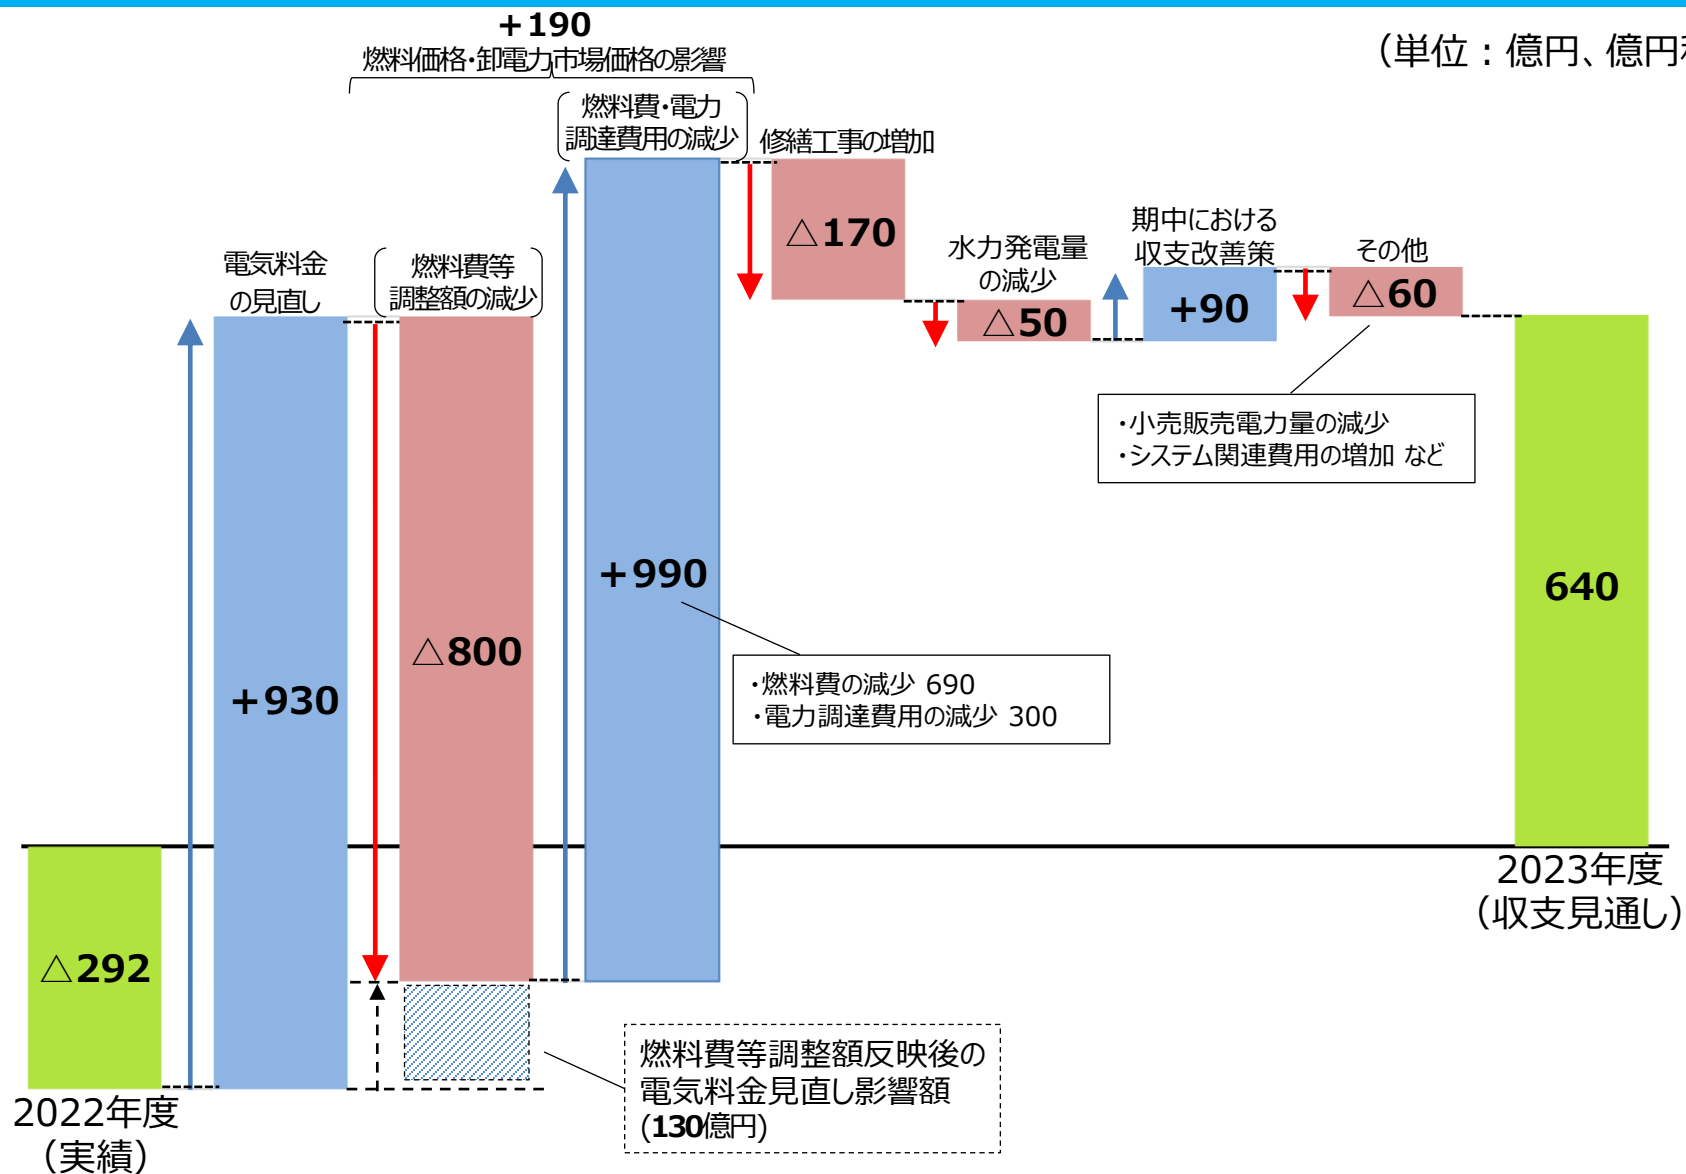 +190
燃料価格・卸電力市場価格の影響
(単位：億円、億円
燃料費・電力
調達費用の減少
修繕工事の増加
電気料金
の見直し
燃料費等
調整額の減少
水力発電量
の減少
期中における
収支改善策
その他
△170
△50
+90
△60
・小売販売電力量の減少
・システム関連費用の増加 など
+990
640
△800
+930
・燃料費の減少 690
・電力調達費用の減少 300
2023年度
(収支見通し)
△292
燃料費等調整額反映後の
電気料金見直し影響額
(130億円)
2022年度
(実績)